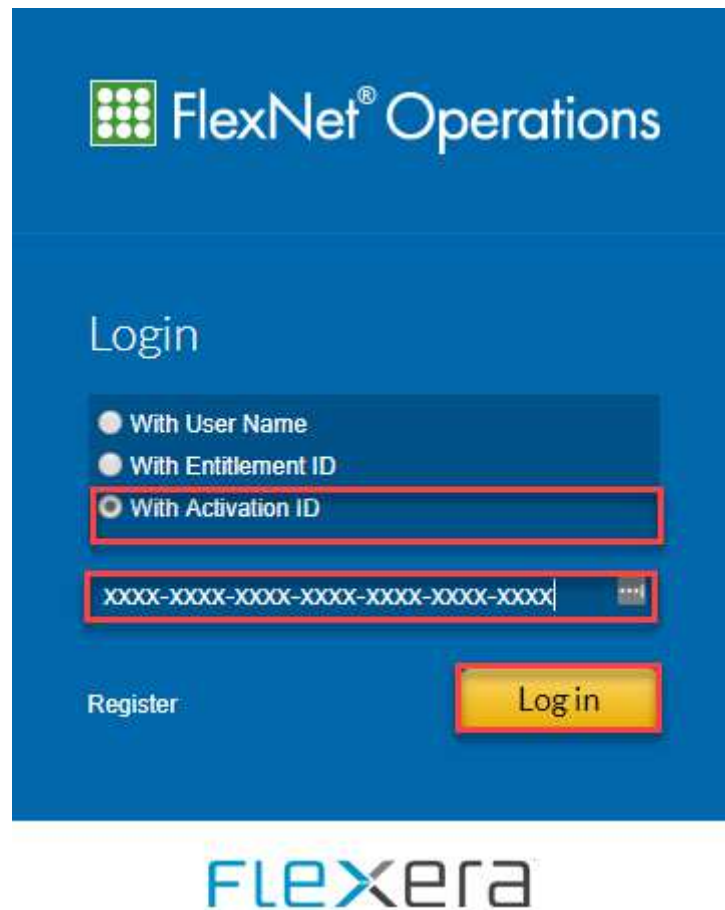 FlexNet® Operations
Login
With User Name
With Entitlement ID
With Activation ID
xxxx-xxxx-xxxx-xxxx-xxxx-xxxx-xxxx
Register
Log in
FLEXERA